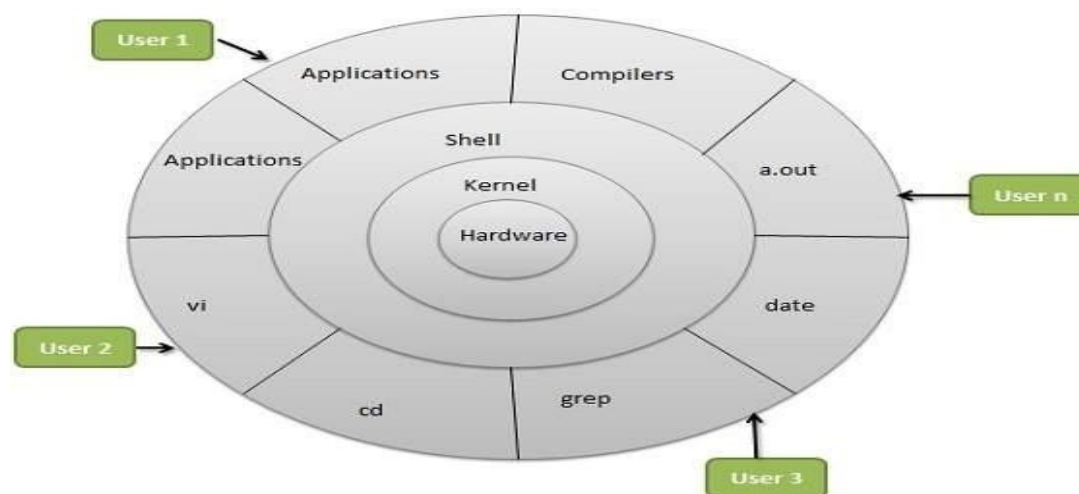 User 1
Applications
Compilers
Shell
Applications
a.out
Kernel
User n
Hardware
vi
date
User 2
cd
grep
User 3